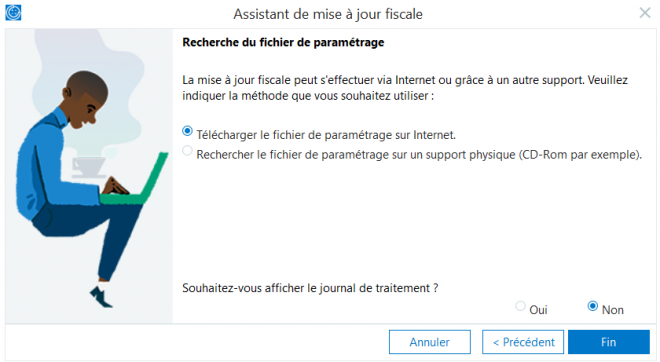 Assistant de mise à jour fiscale
Recherche du fichier de paramétrage
La mise à jour fiscale peut s'effectuer via Internet ou grâce à un autre support. Veuillez
indiquer la méthode que vous souhaitez utiliser :
Télécharger le fichier de paramétrage sur Internet.
Rechercher le fichier de paramétrage sur un support physique (CD-Rom par exemple).
Souhaitez-vous afficher le journal de traitement ?
Oui Non
Annuler < Précédent Fin